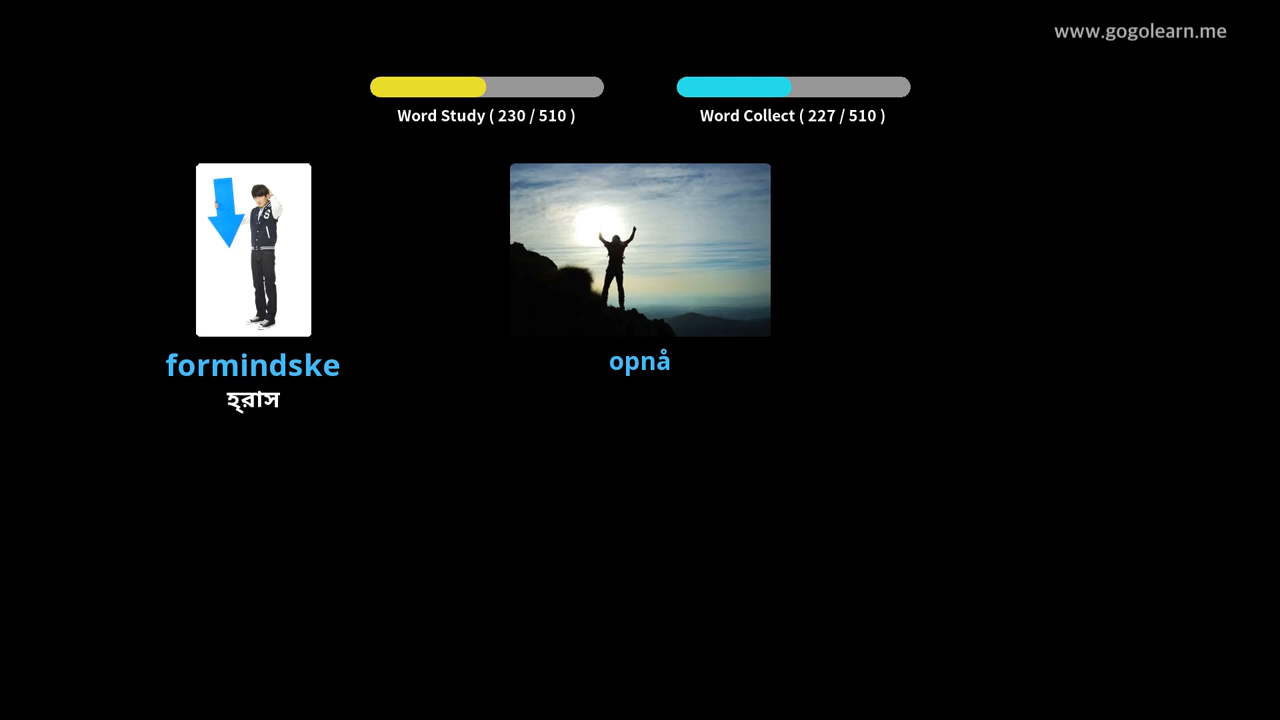 www.gogolearn.me
Word Study ( 230 / 510 )
Word Collect ( 227 / 510 )
formindske
হ্রাস
opnå